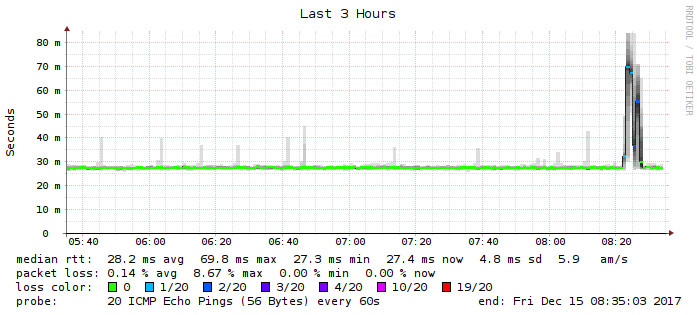 Last 3 Hours
RRDTOOL / TOBI OETIKER
Seconds
80 m
70 m
60 m
50 m
40 m
30 m
20 m
10 m
0
05:40 06:00 06:20 06:40 07:00 07:20 07:40 08:00 08:20
median rtt: 28.2 ms avg 69.8 ms max 27.3 ms min 27.4 ms now 4.8 ms sd 5.9 am/s
packet loss: 0.14 % avg 8.67 % max 0.00 % min 0.00 % now
loss color: 0 1/20 2/20 3/20 4/20 10/20 19/20
probe: 20 ICMP Echo Pings (56 Bytes) every 60s end: Fri Dec 15 08:35:03 2017